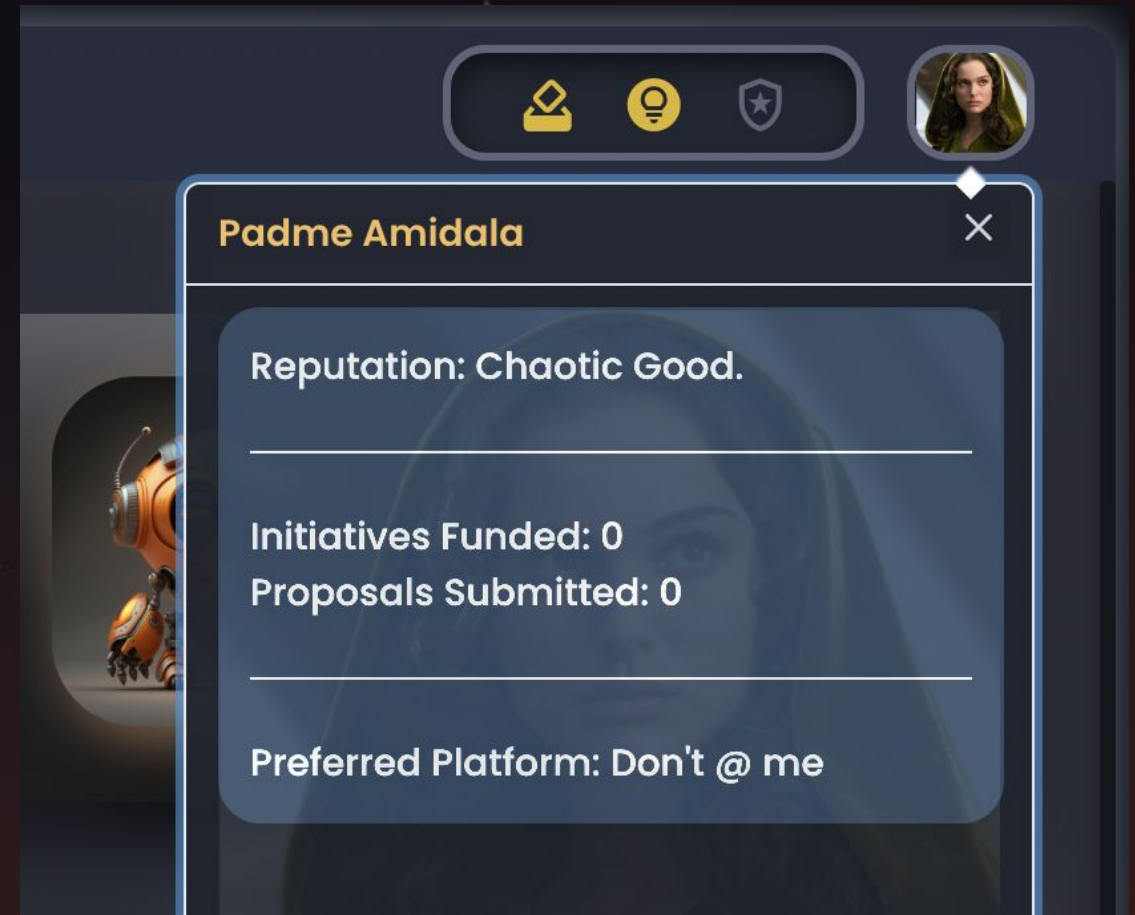 Padme Amidala
Reputation: Chaotic Good.
Initiatives Funded: 0
Proposals Submitted: 0
Preferred Platform: Don't @ me